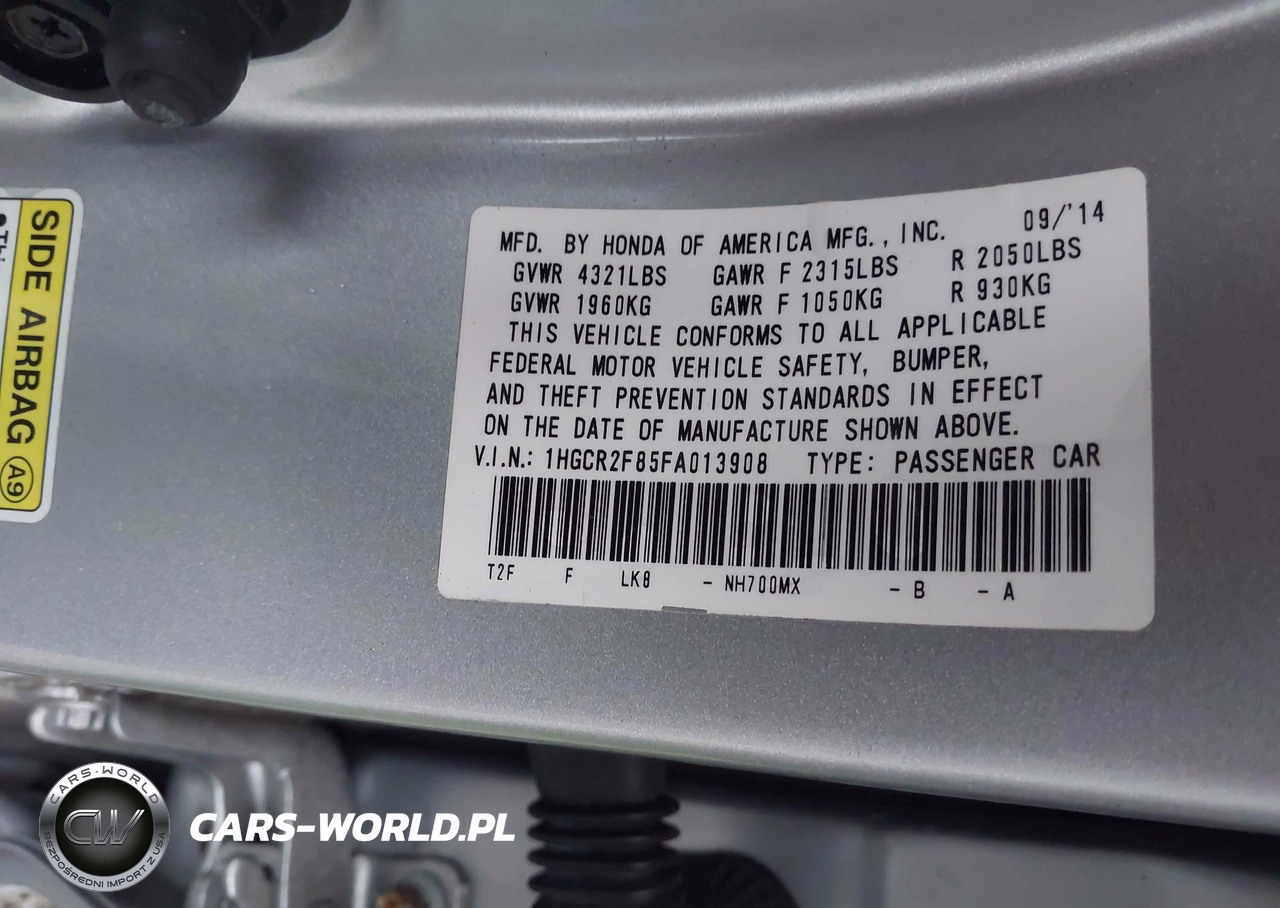 SIDE AIRBAG A9
MFD. BY HONDA OF AMERICA MFG., INC. 09/'14
GVWR 4321LBS GAWR F 2315LBS R 2050LBS
GVWR 1960KG GAWR F 1050KG R 930KG
THIS VEHICLE CONFORMS TO ALL APPLICABLE
FEDERAL MOTOR VEHICLE SAFETY, BUMPER,
AND THEFT PREVENTION STANDARDS IN EFFECT
ON THE DATE OF MANUFACTURE SHOWN ABOVE.
V.I.N.: 1HGCR2F85FA013908 TYPE: PASSENGER CAR
T2F F LK8 - NH700MX - B - A
CARS-WORLD
CW
BEZPOŚREDNI IMPORT Z USA
CARS-WORLD.PL